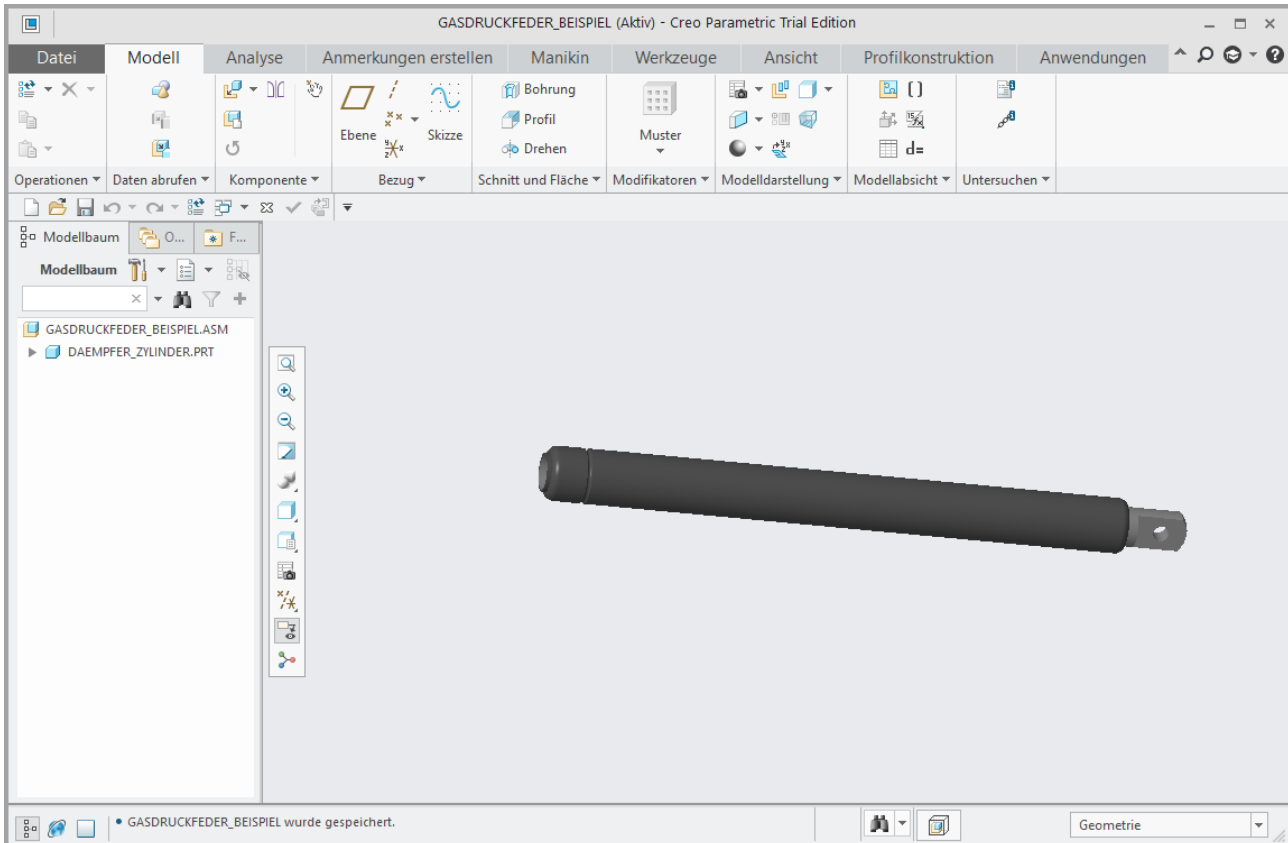 GASDRUCKFEDER_BEISPIEL (Aktiv) - Creo Parametric Trial Edition
Datei Modell Analyse Anmerkungen erstellen Manikin Werkzeuge Ansicht Profilkonstruktion Anwendungen
Ebene
Skizze
Bohrung
Profil
Drehen
Muster
d=
Operationen Daten abrufen Komponente Bezug Schnitt und Fläche Modifikatoren Modelldarstellung Modellabsicht Untersuchen
Modellbaum O... F...
Modellbaum
GASDRUCKFEDER_BEISPIEL.ASM
DAEMPFER_ZYLINDER.PRT
• GASDRUCKFEDER_BEISPIEL wurde gespeichert.
Geometrie